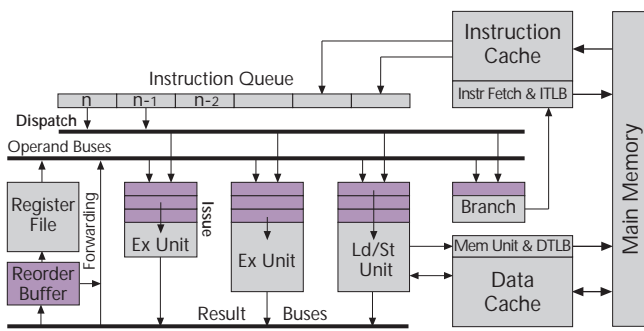 Instruction
Cache
Instr Fetch & ITLB
Main Memory
Instruction Queue
n
n-1
n-2
Dispatch
Operand Buses
Register
File
Forwarding
Reorder
Buffer
Issue
Ex Unit
Ex Unit
Ld/St
Unit
Branch
Mem Unit & DTLB
Data
Cache
Result Buses